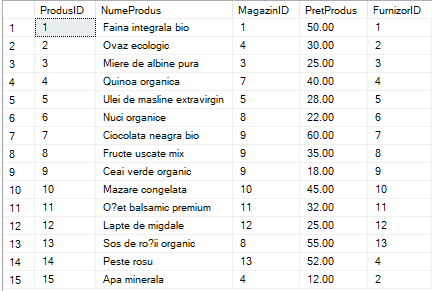 ProdusID NumeProdus MagazinID PretProdus FurnizorID
1 1 Faina integrala bio 1 50.00 1
2 2 Ovaz ecologic 4 30.00 2
3 3 Miere de albine pura 3 25.00 3
4 4 Quinoa organica 7 40.00 4
5 5 Ulei de masline extravirgin 5 28.00 5
6 6 Nuci organice 8 22.00 6
7 7 Ciocolata neagra bio 9 60.00 7
8 8 Fructe uscate mix 9 35.00 8
9 9 Ceai verde organic 9 18.00 9
10 10 Mazare congelata 10 45.00 10
11 11 O?et balsamic premium 11 32.00 11
12 12 Lapte de migdale 12 25.00 12
13 13 Sos de ro?ii organic 8 55.00 13
14 14 Peste rosu 13 52.00 4
15 15 Apa minerala 4 12.00 2